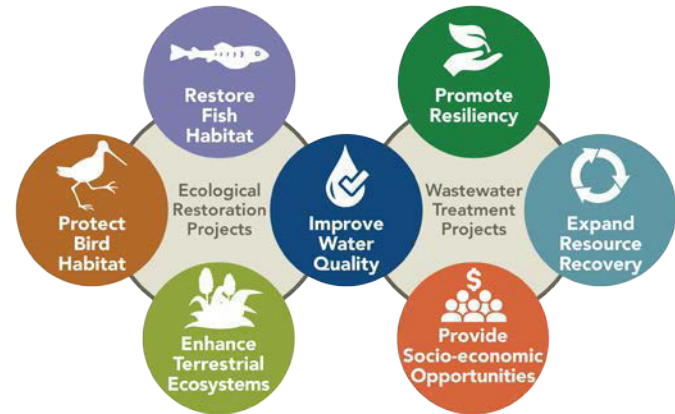 Restore
Fish
Habitat
Promote
Resiliency
Protect
Bird
Habitat
Ecological
Restoration
Projects
Improve
Water
Quality
Wastewater
Treatment
Projects
Expand
Resource
Recovery
Enhance
Terrestrial
Ecosystems
$
Provide
Socio-economic
Opportunities